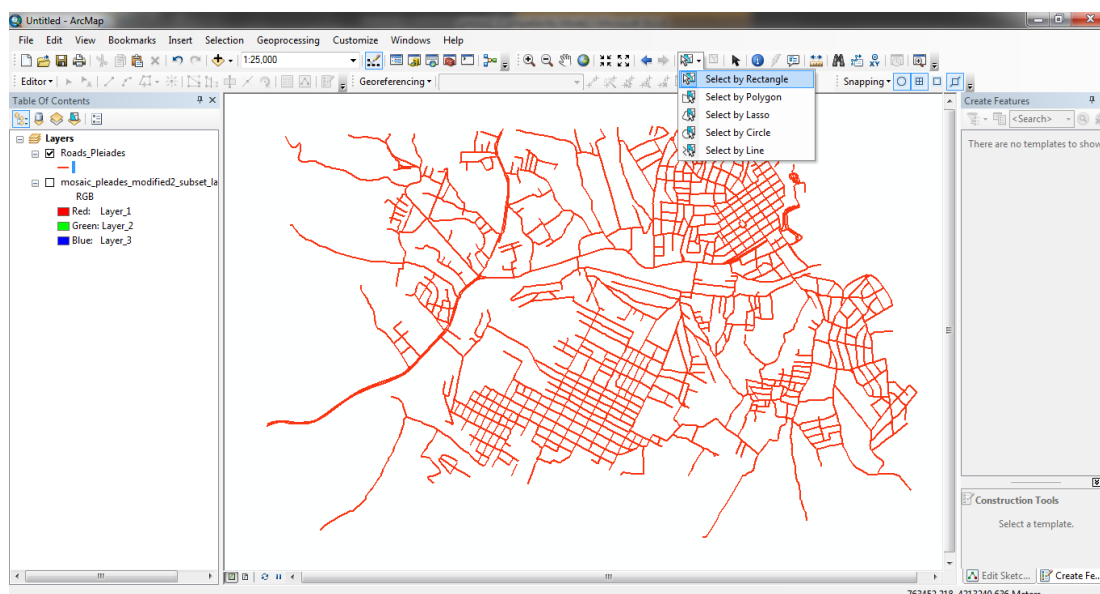 Untitled - ArcMap
File Edit View Bookmarks Insert Selection Geoprocessing Customize Windows Help
1:25,000
Editor Georeferencing Snapping
Select by Rectangle
Select by Polygon
Select by Lasso
Select by Circle
Select by Line
Table Of Contents
Layers
Roads_Pleiades
mosaic_pleades_modified2_subset_la
RGB
Red: Layer_1
Green: Layer_2
Blue: Layer_3
Create Features
<Search>
There are no templates to show
Construction Tools
Select a template.
Edit Sketc... Create Fe...